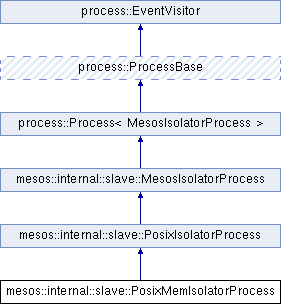 process::EventVisitor
process::ProcessBase
process::Process< MesosIsolatorProcess >
mesos::internal::slave::MesosIsolatorProcess
mesos::internal::slave::PosixIsolatorProcess
mesos::internal::slave::PosixMemIsolatorProcess